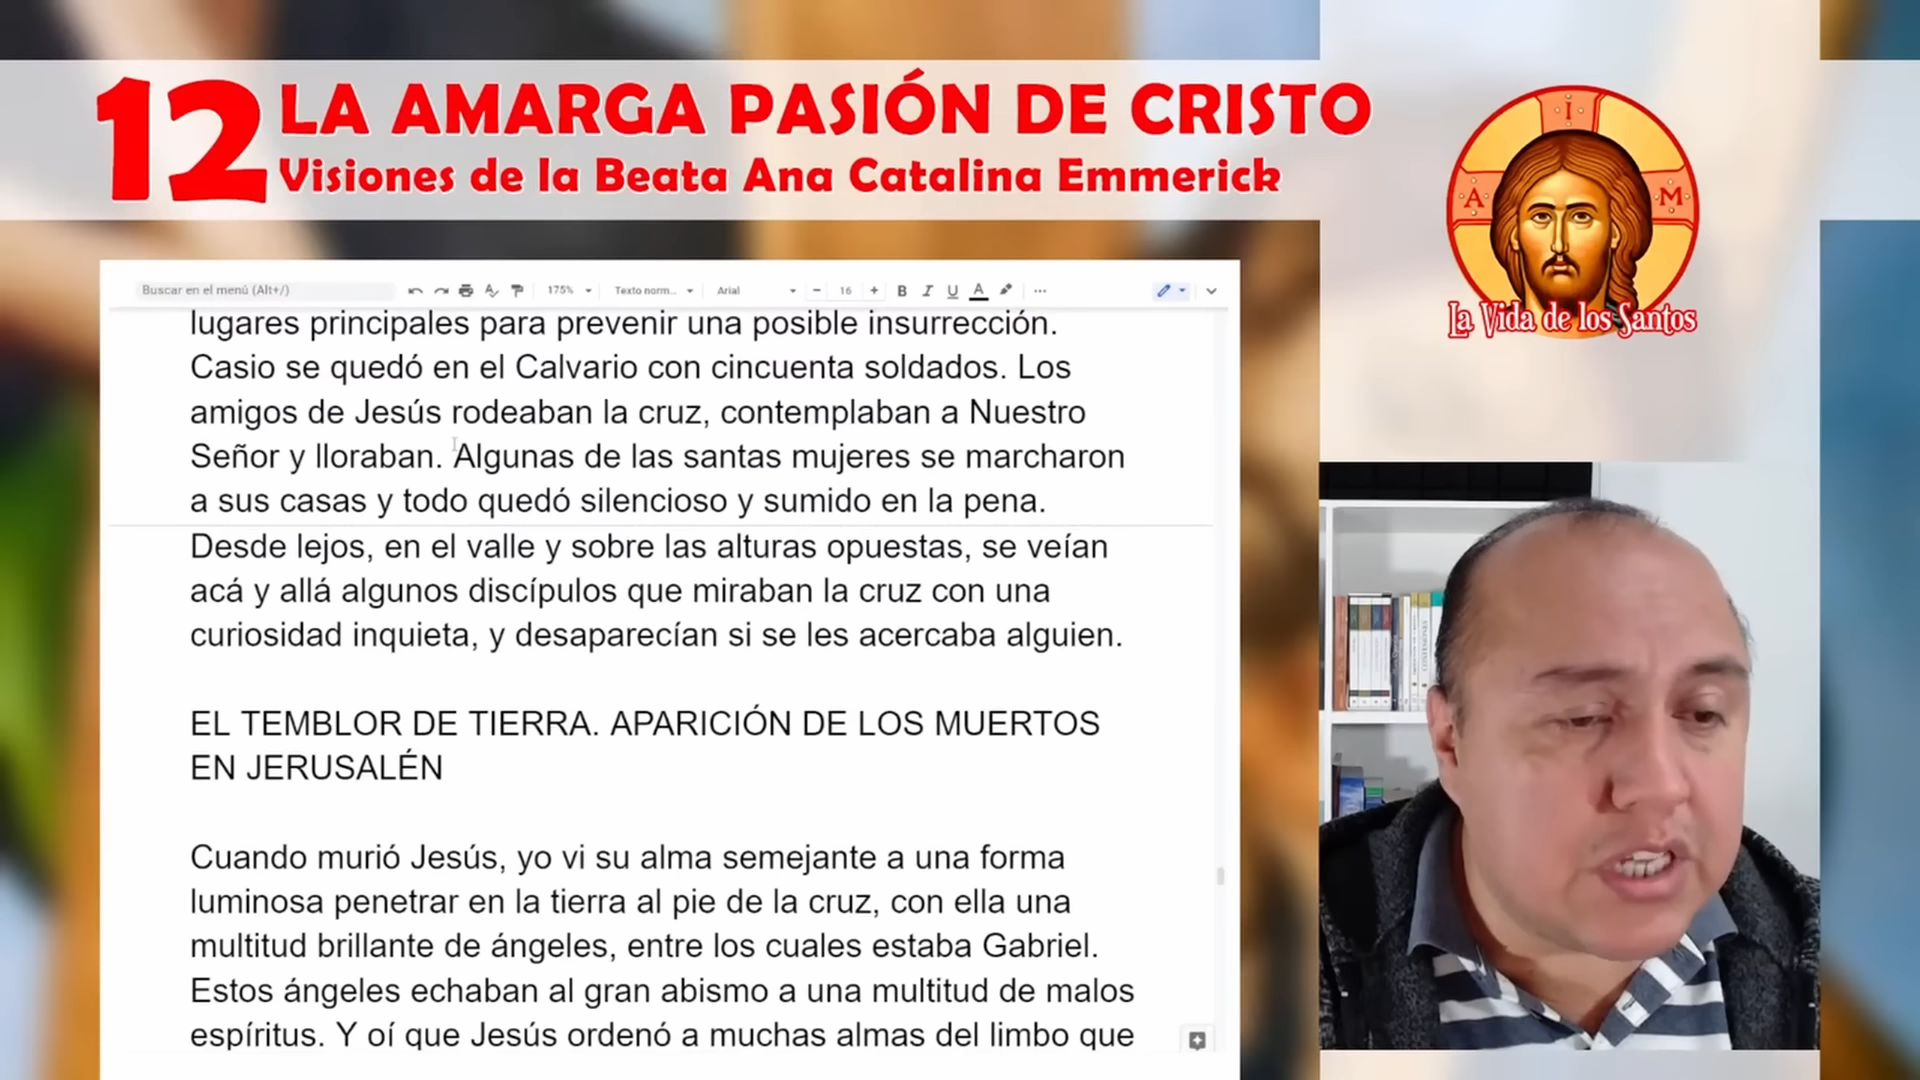 12
LA AMARGA PASIÓN DE CRISTO
Visiones de la Beata Ana Catalina Emmerick
I
A M
La Vida de los Santos
Buscar en el menú (Alt+/)
175% Texto norm... Arial − 16 + B I U A ...
lugares principales para prevenir una posible insurrección.
Casio se quedó en el Calvario con cincuenta soldados. Los
amigos de Jesús rodeaban la cruz, contemplaban a Nuestro
Señor y lloraban. Algunas de las santas mujeres se marcharon
a sus casas y todo quedó silencioso y sumido en la pena.
Desde lejos, en el valle y sobre las alturas opuestas, se veían
acá y allá algunos discípulos que miraban la cruz con una
curiosidad inquieta, y desaparecían si se les acercaba alguien.
EL TEMBLOR DE TIERRA. APARICIÓN DE LOS MUERTOS
EN JERUSALÉN
Cuando murió Jesús, yo vi su alma semejante a una forma
luminosa penetrar en la tierra al pie de la cruz, con ella una
multitud brillante de ángeles, entre los cuales estaba Gabriel.
Estos ángeles echaban al gran abismo a una multitud de malos
espíritus. Y oí que Jesús ordenó a muchas almas del limbo que